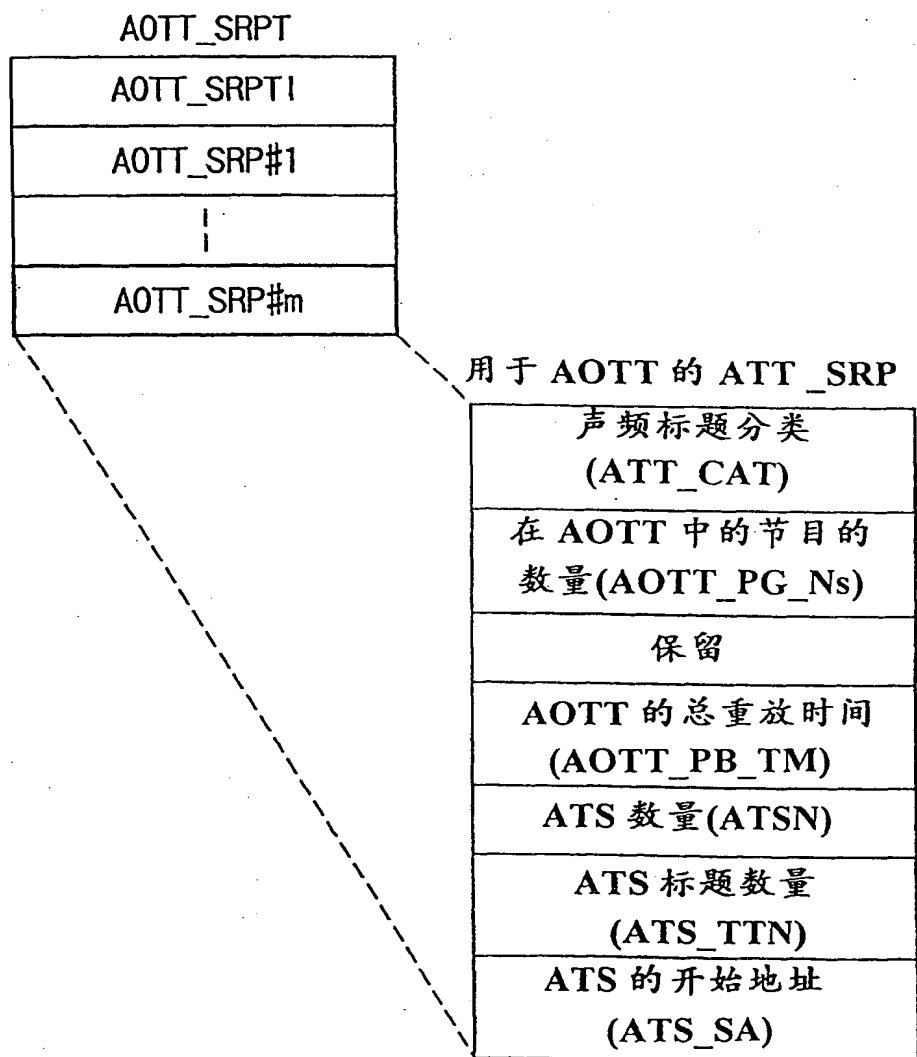 AOTT_SRPT
AOTT_SRPTI
AOTT_SRP#1
AOTT_SRP#m
用于 AOTT 的 ATT _SRP
声频标题分类
(ATT_CAT)
在 AOTT 中的节目的
数量(AOTT_PG_Ns)
保留
AOTT 的总重放时间
(AOTT_PB_TM)
ATS 数量(ATSN)
ATS 标题数量
(ATS_TTN)
ATS 的开始地址
(ATS_SA)